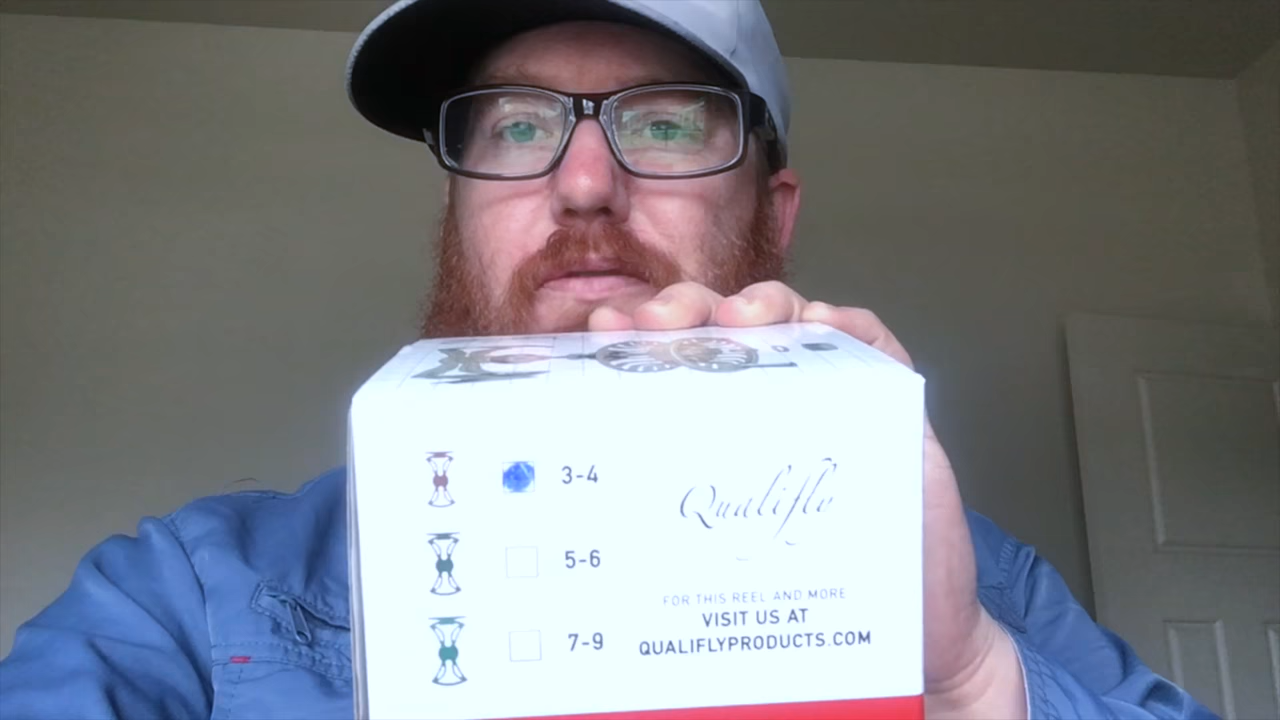 3-4
5-6
7-9
Qualifly
FOR THIS REEL AND MORE
VISIT US AT
QUALIFLYPRODUCTS.COM